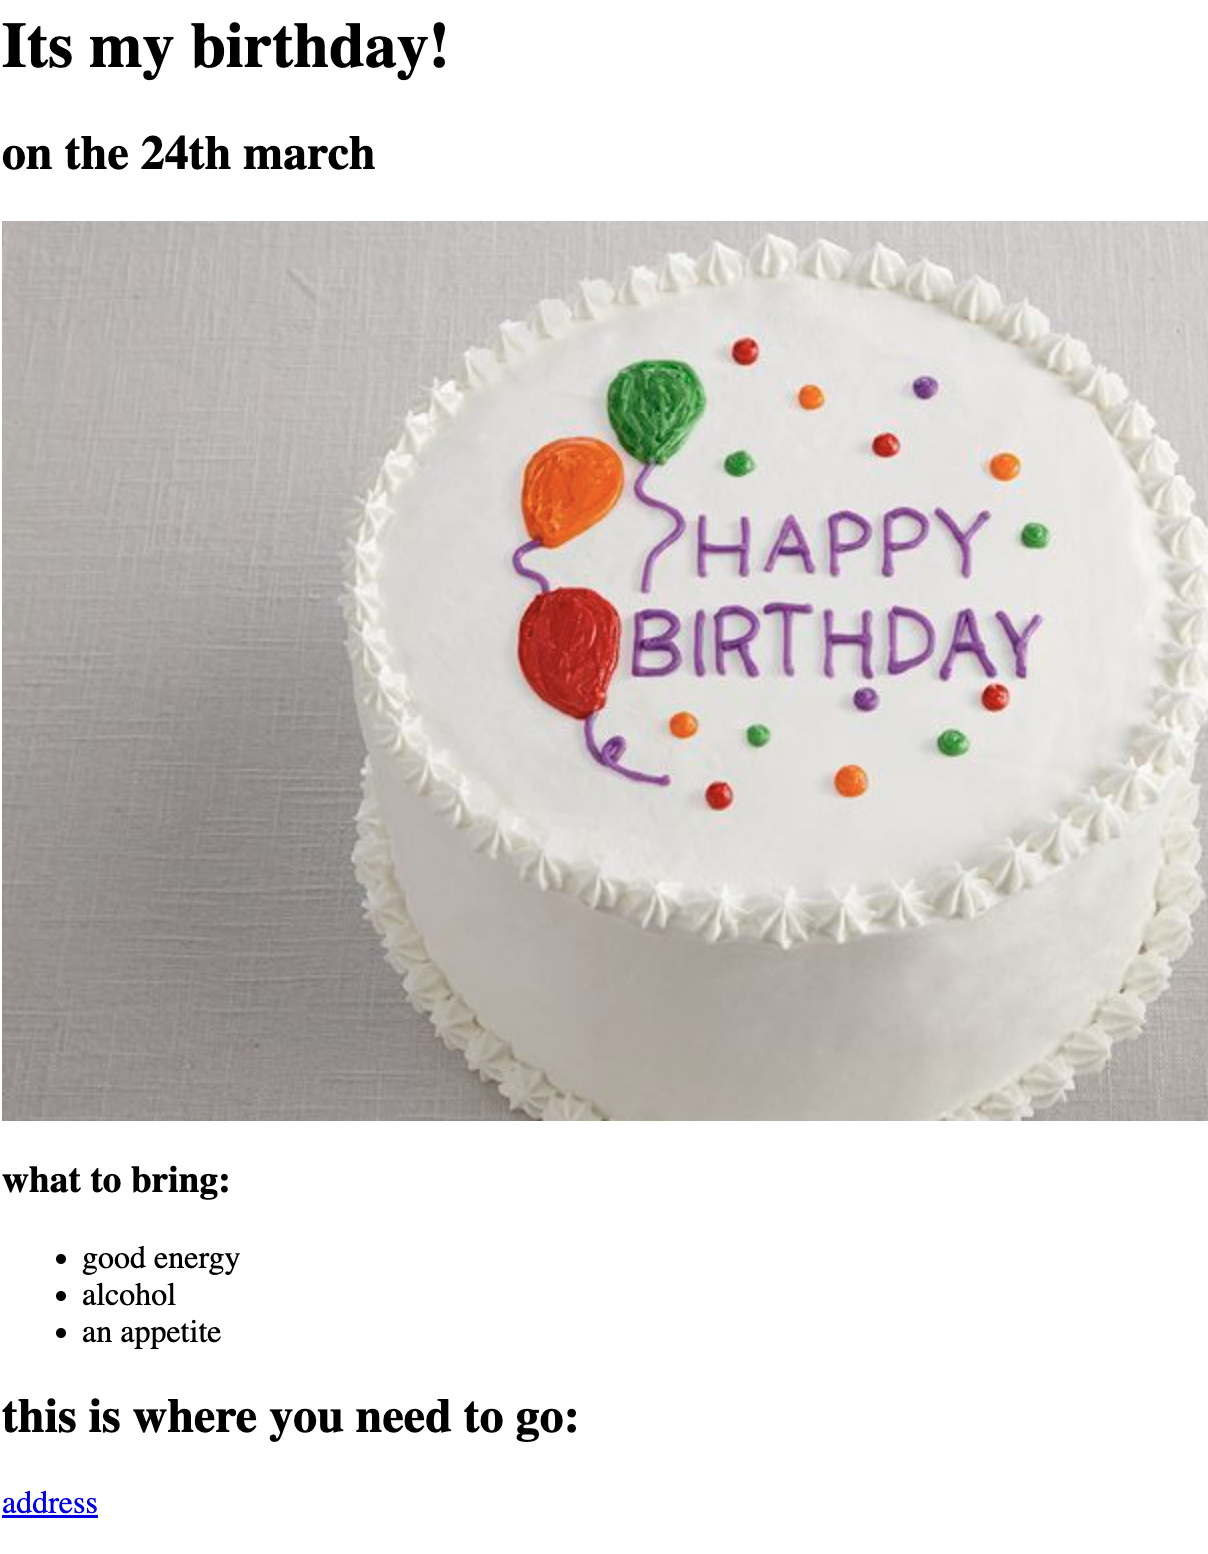 Its my birthday!
on the 24th march
HAPPY
BIRTHDAY
what to bring:
good energy
alcohol
an appetite
this is where you need to go:
address